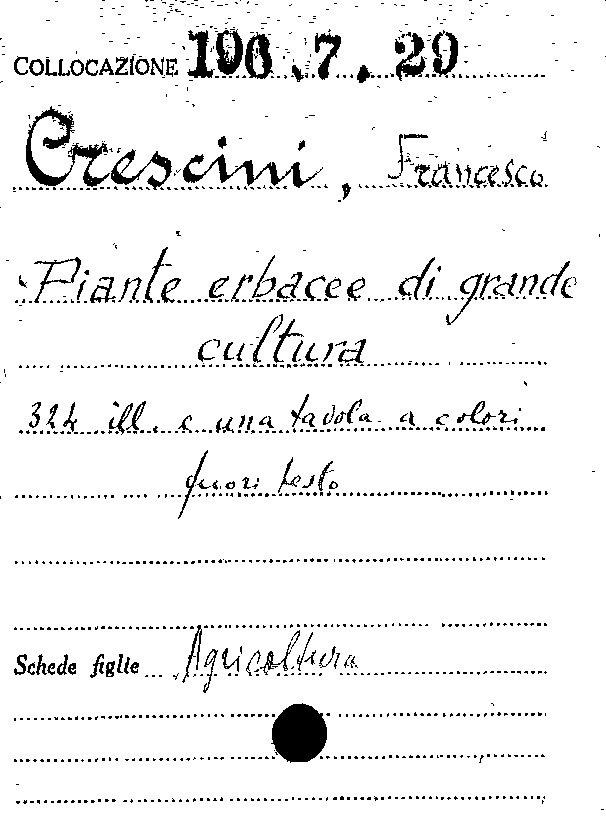 COLLOCAZIONE 196.7.29
Crescini, Francesco
Piante erbacee di grande
cultura
324 ill. e una tavola a colori
fuori testo
Schede figlie Agricoltura